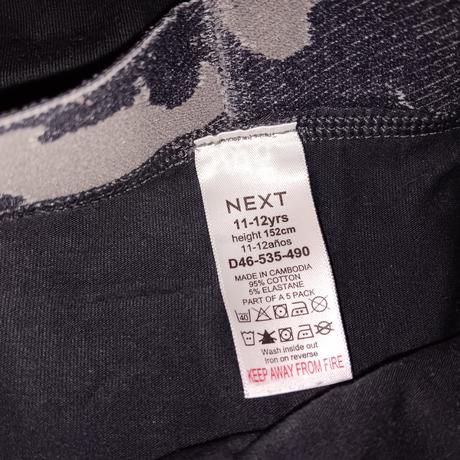 NEXT
11-12yrs
height 152cm
11-12años
D46-535-490
MADE IN CAMBODIA
95% COTTON
5% ELASTANE
PART OF A 5 PACK
40
Wash inside out
Iron on reverse
KEEP AWAY FROM FIRE